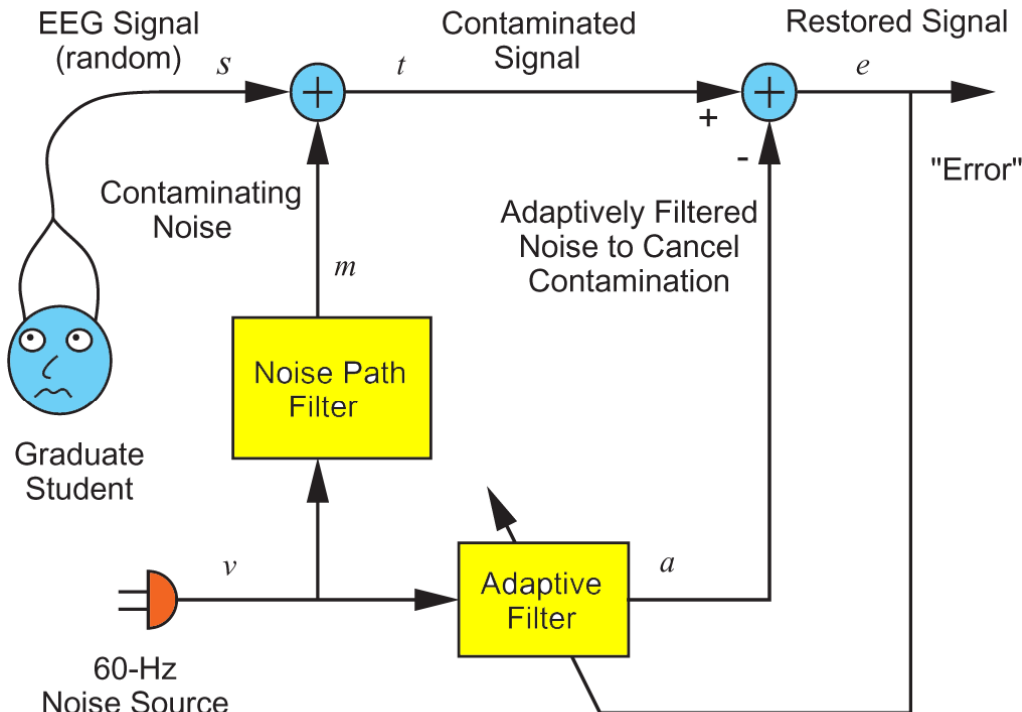 EEG Signal
(random)
s
t
Contaminated
Signal
Restored Signal
e
+
+
+
-
"Error"
Contaminating
Noise
m
Adaptively Filtered
Noise to Cancel
Contamination
Noise Path
Filter
Graduate
Student
v
Adaptive
Filter
a
60-Hz
Noise Source